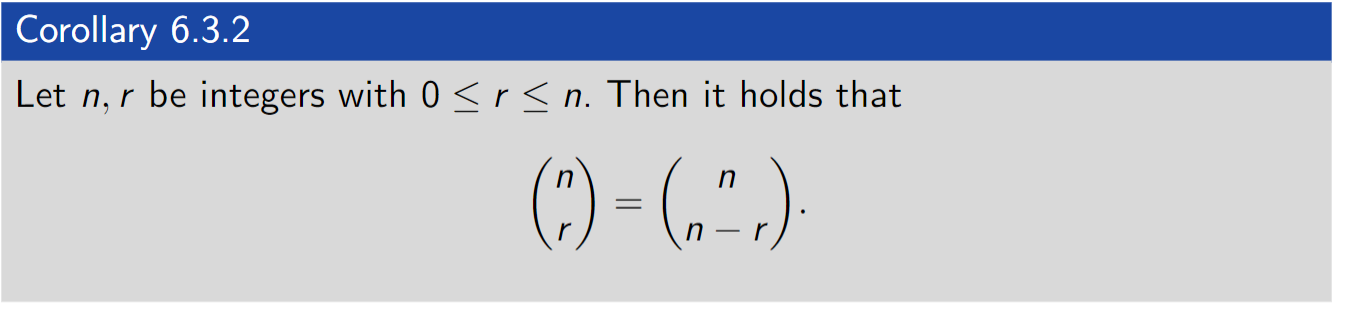 Corollary 6.3.2
Let n, r be integers with 0 ≤ r ≤ n. Then it holds that
(n r) = (n n − r).